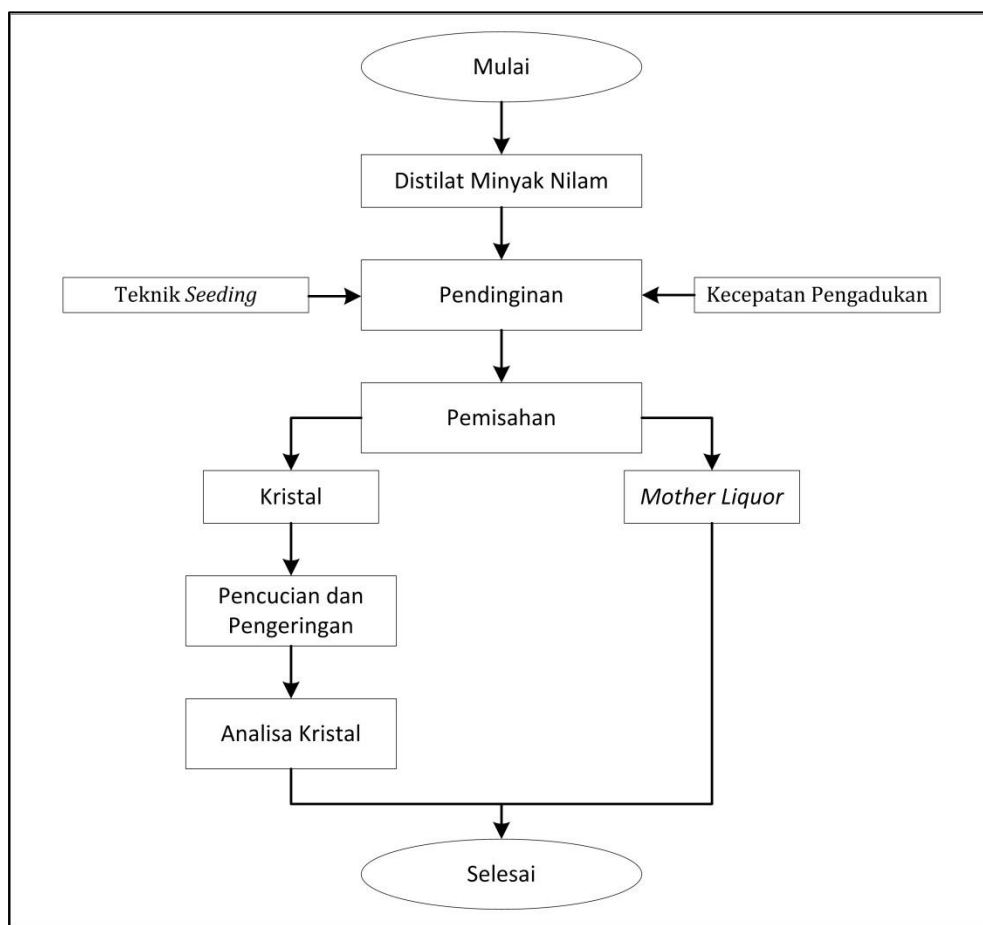 Mulai
Distilat Minyak Nilam
Teknik Seeding
Pendinginan
Kecepatan Pengadukan
Pemisahan
Kristal
Mother Liquor
Pencucian dan
Pengeringan
Analisa Kristal
Selesai